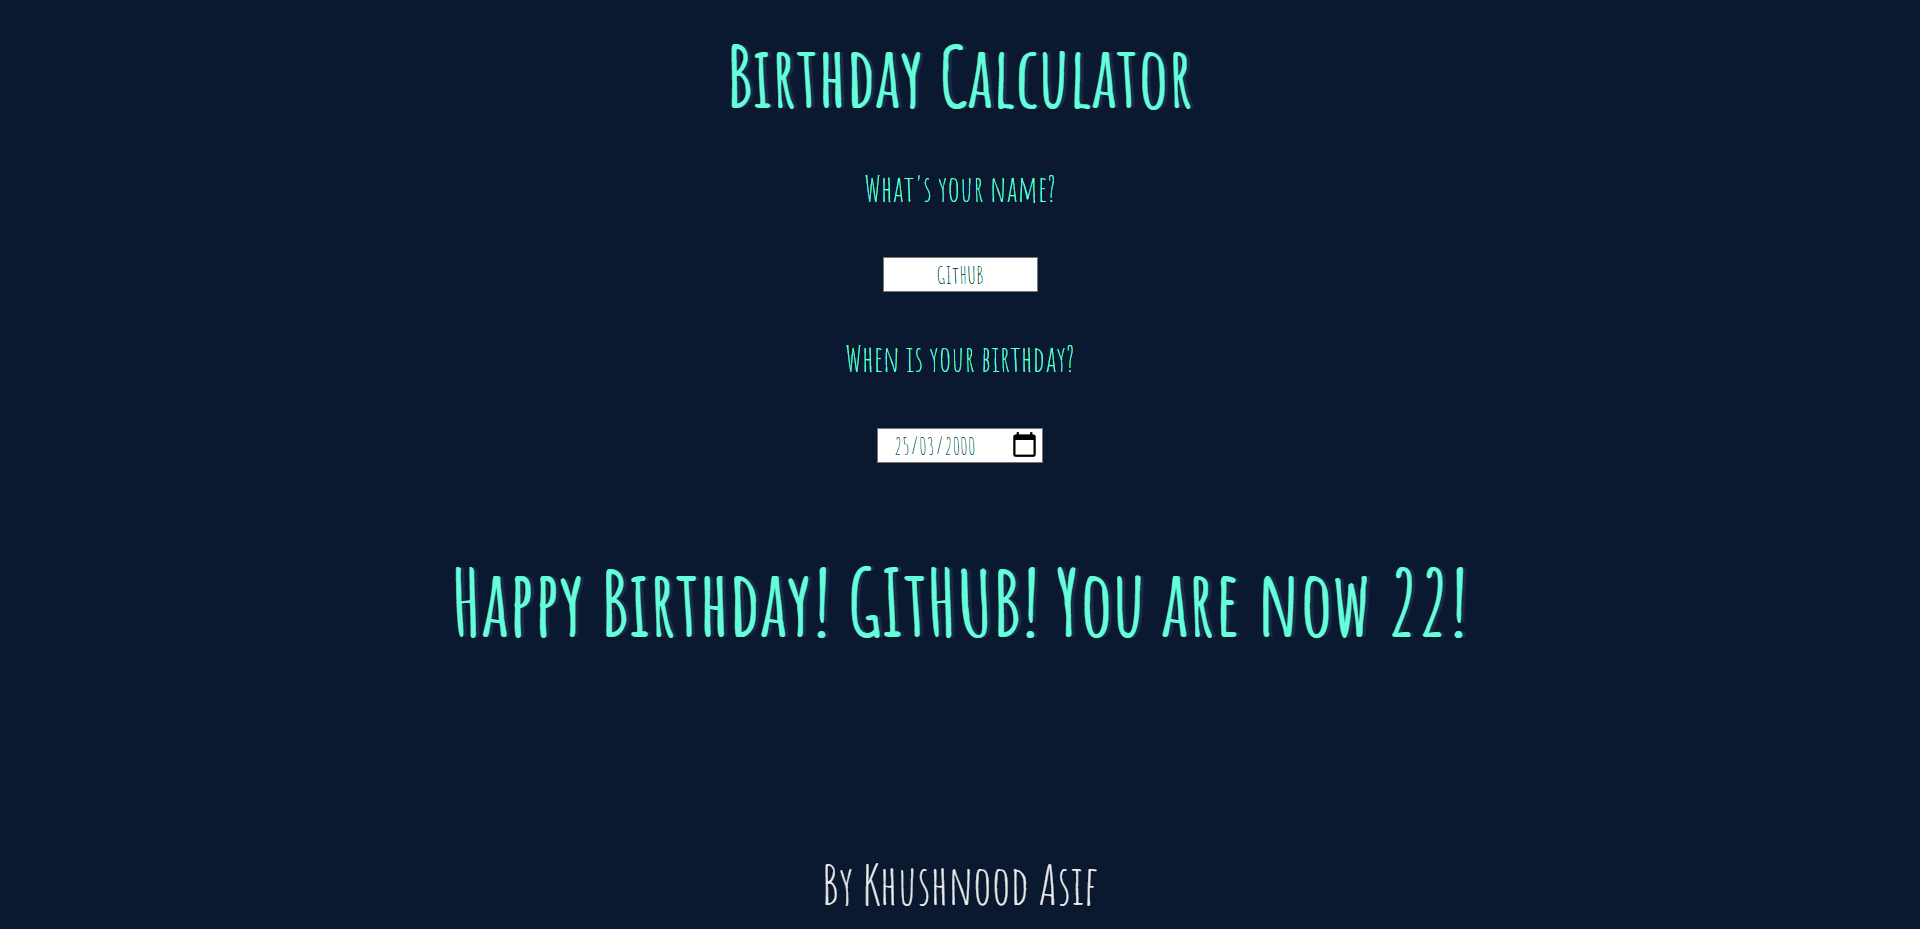 Birthday Calculator
What's your name?
GItHUB
When is your birthday?
25/03/2000
Happy Birthday! GItHUB! You are now 22!
By Khushnood Asif